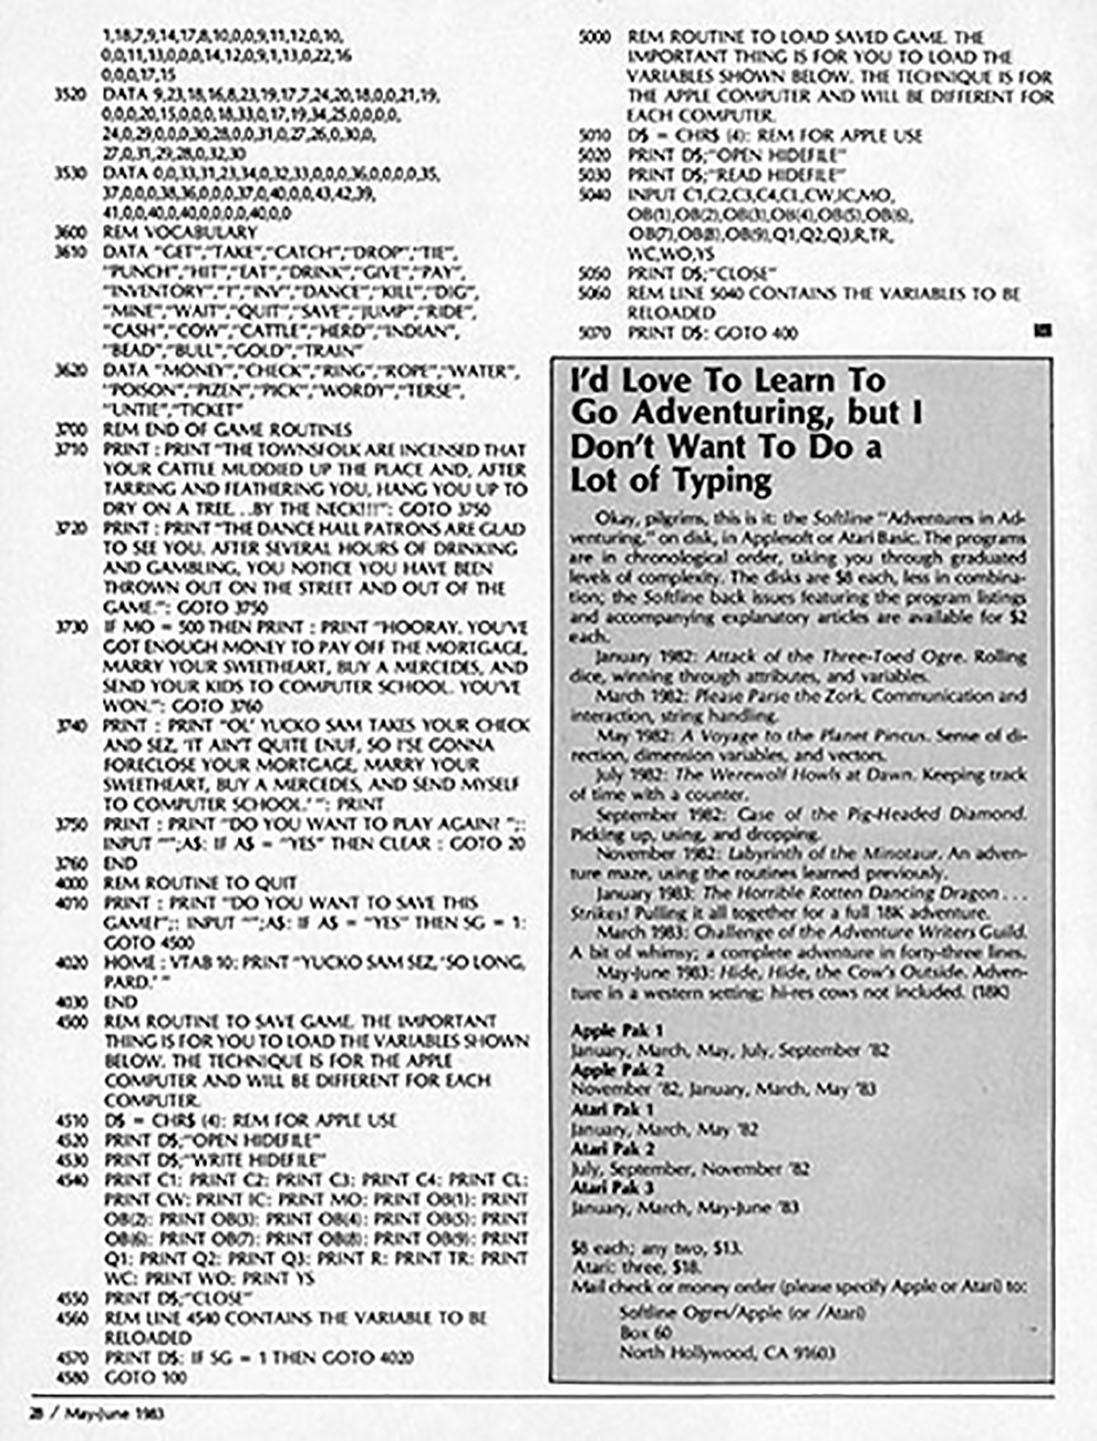 1,18,7,9,14,17,8,10,0,0,9,11,12,0,10,
0,0,11,13,0,0,0,14,12,0,9,1,13,0,22,16
0,0,0,17,15
3520 DATA 9,23,18,16,8,23,19,17,7,24,20,18,0,0,21,19,
0,0,0,20,15,0,0,0,18,33,0,17,19,34,25,0,0,0,0,
24,0,29,0,0,0,30,28,0,0,31,0,27,26,0,30,0,
27,0,31,29,28,0,32,30
3530 DATA 0,0,33,31,23,34,0,32,33,0,0,0,36,0,0,0,0,35,
37,0,0,0,38,36,0,0,0,37,0,40,0,0,43,42,39,
41,0,0,40,0,40,0,0,0,0,40,0,0
3600 REM VOCABULARY
3610 DATA "GET","TAKE","CATCH","DROP","TIE",
"PUNCH","HIT","EAT","DRINK","GIVE","PAY",
"INVENTORY","I","INV","DANCE","KILL","DIG",
"MINE","WAIT","QUIT","SAVE","JUMP","RIDE",
"CASH","COW","CATTLE","HERD","INDIAN",
"BEAD","BULL","GOLD","TRAIN"
3620 DATA "MONEY","CHECK","RING","ROPE","WATER",
"POISON","PIZEN","PICK","WORDY","TERSE",
"UNTIE","TICKET"
3700 REM END OF GAME ROUTINES
3710 PRINT : PRINT "THE TOWNSFOLK ARE INCENSED THAT
YOUR CATTLE MUDDIED UP THE PLACE AND, AFTER
TARRING AND FEATHERING YOU, HANG YOU UP TO
DRY ON A TREE. . .BY THE NECK!!!": GOTO 3750
3720 PRINT : PRINT "THE DANCE HALL PATRONS ARE GLAD
TO SEE YOU. AFTER SEVERAL HOURS OF DRINKING
AND GAMBLING, YOU NOTICE YOU HAVE BEEN
THROWN OUT ON THE STREET AND OUT OF THE
GAME.": GOTO 3750
3730 IF MO = 500 THEN PRINT : PRINT "HOORAY. YOU'VE
GOT ENOUGH MONEY TO PAY OFF THE MORTGAGE,
MARRY YOUR SWEETHEART, BUY A MERCEDES, AND
SEND YOUR KIDS TO COMPUTER SCHOOL. YOU'VE
WON.": GOTO 3760
3740 PRINT : PRINT "OL' YUCKO SAM TAKES YOUR CHECK
AND SEZ, 'IT AIN'T QUITE ENUF, SO I'SE GONNA
FORECLOSE YOUR MORTGAGE, MARRY YOUR
SWEETHEART, BUY A MERCEDES, AND SEND MYSELF
TO COMPUTER SCHOOL.' ": PRINT
3750 PRINT : PRINT "DO YOU WANT TO PLAY AGAIN? ";:
INPUT "";A$: IF A$ = "YES" THEN CLEAR : GOTO 20
3760 END
4000 REM ROUTINE TO QUIT
4010 PRINT : PRINT "DO YOU WANT TO SAVE THIS
GAME?";: INPUT "";A$: IF A$ = "YES" THEN SG = 1:
GOTO 4500
4020 HOME : VTAB 10: PRINT "YUCKO SAM SEZ, 'SO LONG,
PARD.' "
4030 END
4500 REM ROUTINE TO SAVE GAME. THE IMPORTANT
THING IS FOR YOU TO LOAD THE VARIABLES SHOWN
BELOW. THE TECHNIQUE IS FOR THE APPLE
COMPUTER AND WILL BE DIFFERENT FOR EACH
COMPUTER.
4510 D$ = CHR$ (4): REM FOR APPLE USE
4520 PRINT D$;"OPEN HIDEFILE"
4530 PRINT D$;"WRITE HIDEFILE"
4540 PRINT C1: PRINT C2: PRINT C3: PRINT C4: PRINT CL:
PRINT CW: PRINT IC: PRINT MO: PRINT OB(1): PRINT
OB(2): PRINT OB(3): PRINT OB(4): PRINT OB(5): PRINT
OB(6): PRINT OB(7): PRINT OB(8): PRINT OB(9): PRINT
Q1: PRINT Q2: PRINT Q3: PRINT R: PRINT TR: PRINT
WC: PRINT WO: PRINT YS
4550 PRINT D$;"CLOSE"
4560 REM LINE 4540 CONTAINS THE VARIABLE TO BE
RELOADED
4570 PRINT D$: IF SG = 1 THEN GOTO 4020
4580 GOTO 100
5000 REM ROUTINE TO LOAD SAVED GAME. THE
IMPORTANT THING IS FOR YOU TO LOAD THE
VARIABLES SHOWN BELOW. THE TECHNIQUE IS FOR
THE APPLE COMPUTER AND WILL BE DIFFERENT FOR
EACH COMPUTER.
5010 D$ = CHR$ (4): REM FOR APPLE USE
5020 PRINT D$;"OPEN HIDEFILE"
5030 PRINT D$;"READ HIDEFILE"
5040 INPUT C1,C2,C3,C4,CL,CW,IC,MO,
OB(1),OB(2),OB(3),OB(4),OB(5),OB(6),
OB(7),OB(8),OB(9),Q1,Q2,Q3,R,TR,
WC,WO,YS
5050 PRINT D$;"CLOSE"
5060 REM LINE 5040 CONTAINS THE VARIABLES TO BE
RELOADED
5070 PRINT D$: GOTO 400
I'd Love To Learn To
Go Adventuring, but I
Don't Want To Do a
Lot of Typing
Okay, pilgrims, this is it: the Softline "Adventures in Ad-
venturing," on disk, in Applesoft or Atari Basic. The programs
are in chronological order, taking you through graduated
levels of complexity. The disks are $8 each, less in combina-
tion; the Softline back issues featuring the program listings
and accompanying explanatory articles are available for $2
each.
January 1982: Attack of the Three-Toed Ogre. Rolling
dice, winning through attributes, and variables.
March 1982: Please Parse the Zork. Communication and
interaction, string handling.
May 1982: A Voyage to the Planet Pincus. Sense of di-
rection, dimension variables, and vectors.
July 1982: The Werewolf Howls at Dawn. Keeping track
of time with a counter.
September 1982: Case of the Pig-Headed Diamond.
Picking up, using, and dropping.
November 1982: Labyrinth of the Minotaur. An adven-
ture maze, using the routines learned previously.
January 1983: The Horrible Rotten Dancing Dragon . . .
Strikes! Pulling it all together for a full 18K adventure.
March 1983: Challenge of the Adventure Writers Guild.
A bit of whimsy; a complete adventure in forty-three lines.
May-June 1983: Hide, Hide, the Cow's Outside. Adven-
ture in a western setting; hi-res cows not included. (18K)
Apple Pak 1
January, March, May, July, September '82
Apple Pak 2
November '82, January, March, May '83
Atari Pak 1
January, March, May '82
Atari Pak 2
July, September, November '82
Atari Pak 3
January, March, May-June '83
$8 each; any two, $13.
Atari: three, $18.
Mail check or money order (please specify Apple or Atari) to:
Softline Ogres/Apple (or /Atari)
Box 60
North Hollywood, CA 91603
28 / May-June 1983